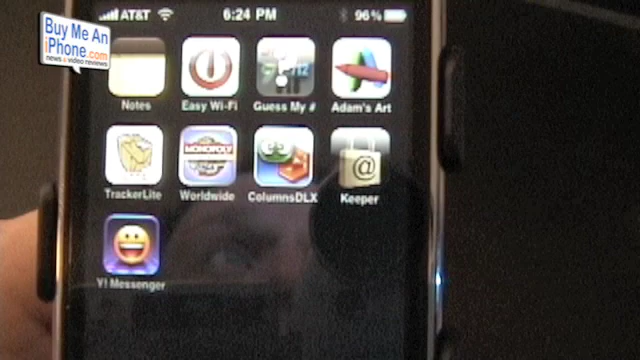 Buy Me An
iPhone.com
news & video reviews
AT&T 6:24 PM 96%
Notes Easy Wi-Fi Guess My # Adam's Art
MONOPOLY
TrackerLite Worldwide ColumnsDLX Keeper
Y! Messenger